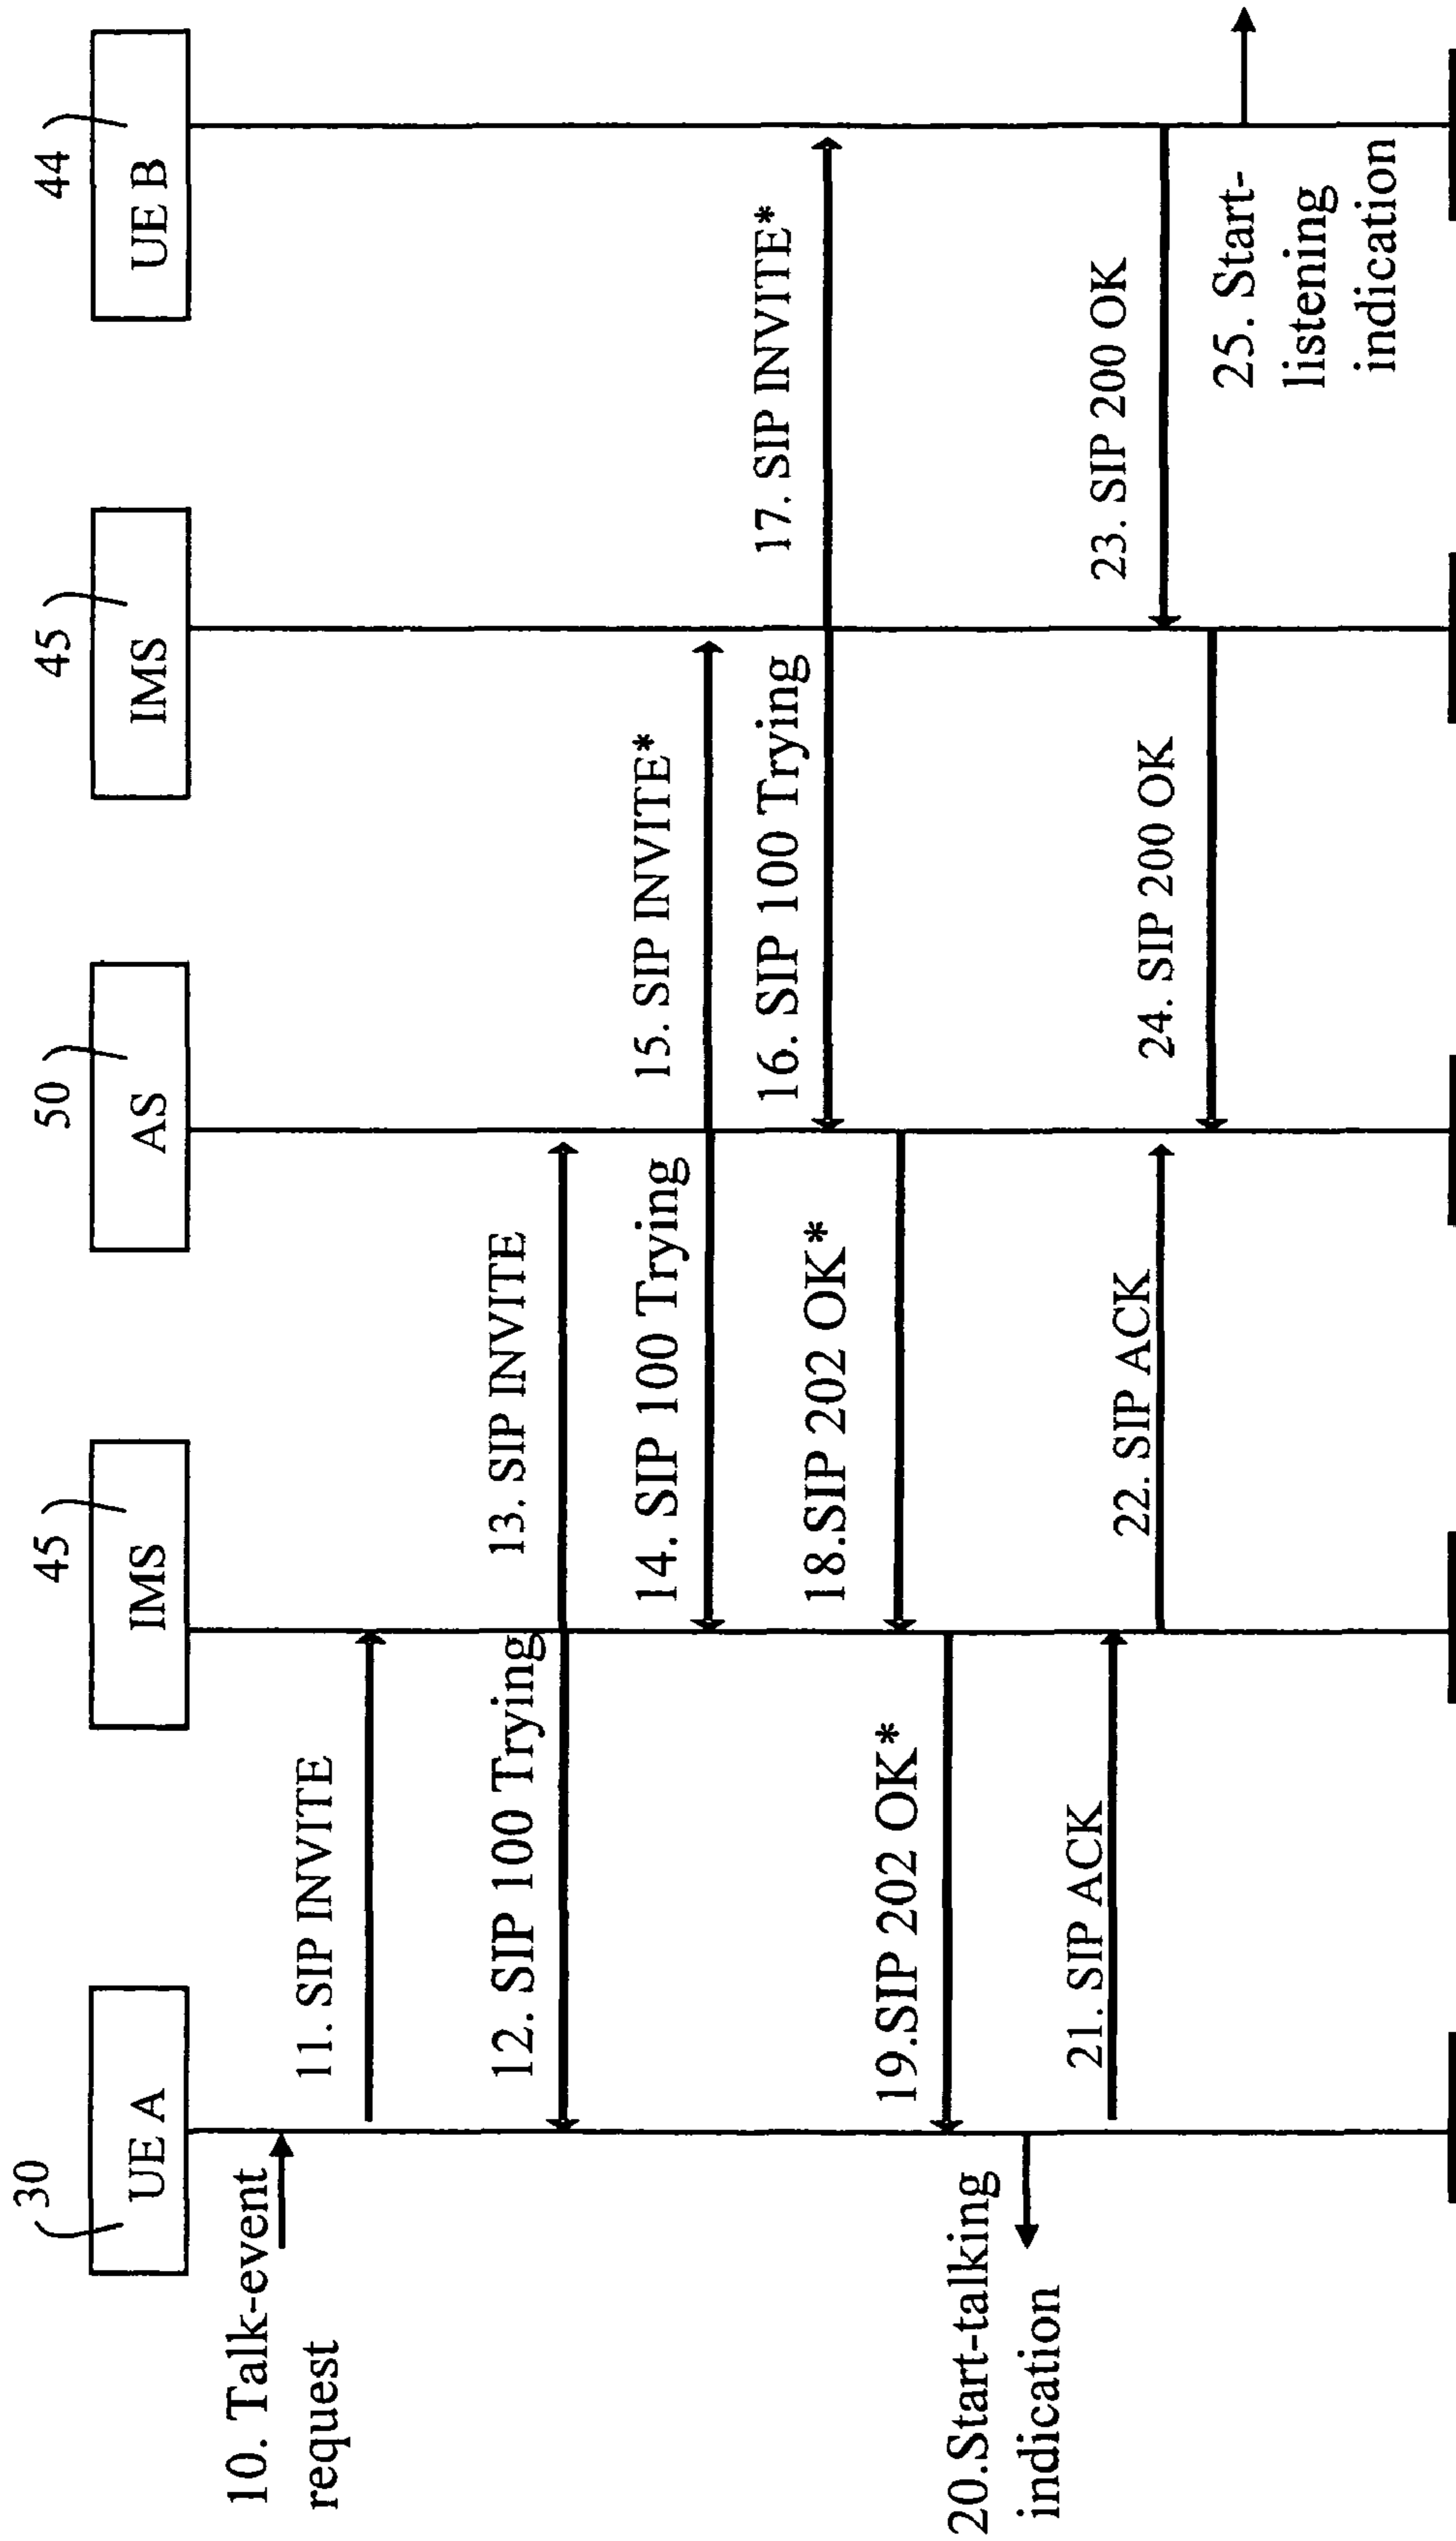 30
45
50
45
44
UE A
IMS
AS
IMS
UE B
10. Talk-event
request
11. SIP INVITE
12. SIP 100 Trying
13. SIP INVITE
14. SIP 100 Trying
15. SIP INVITE*
16. SIP 100 Trying
17. SIP INVITE*
18.SIP 202 OK*
19.SIP 202 OK*
20.Start-talking
indication
21. SIP ACK
22. SIP ACK
23. SIP 200 OK
24. SIP 200 OK
25. Start-
listening
indication